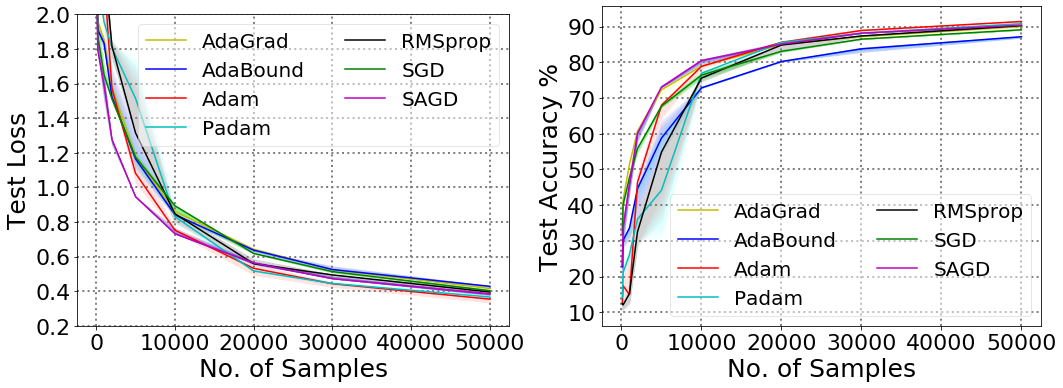 2.0
1.8
1.6
1.4
1.2
1.0
0.8
0.6
0.4
0.2
Test Loss
AdaGrad
AdaBound
Adam
Padam
RMSprop
SGD
SAGD
0 10000 20000 30000 40000 50000
No. of Samples
90
80
70
60
50
40
30
20
10
Test Accuracy %
AdaGrad
AdaBound
Adam
Padam
RMSprop
SGD
SAGD
0 10000 20000 30000 40000 50000
No. of Samples